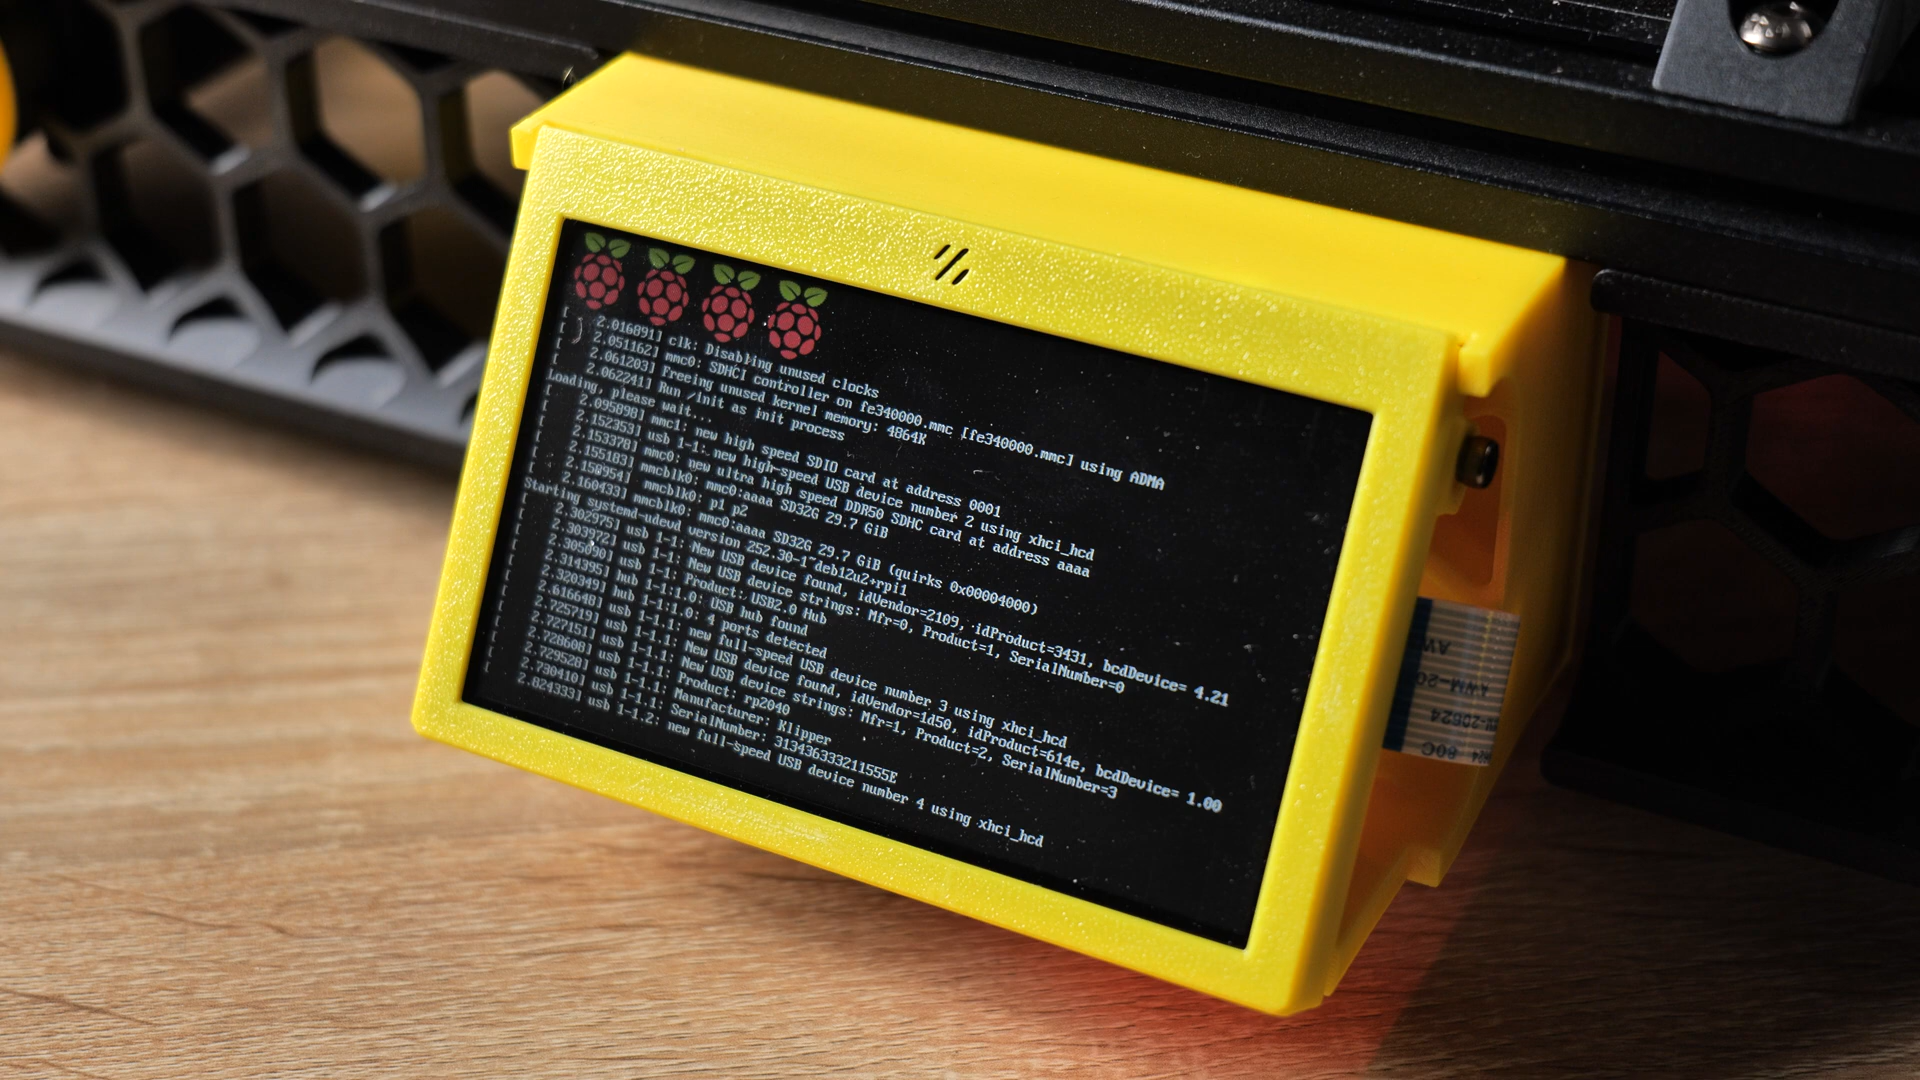 [    2.016891] clk: Disabling unused clocks
[    2.051162] mmc0: SDHCI controller on fe340000.mmc [fe340000.mmc] using ADMA
[    2.061203] Freeing unused kernel memory: 4864K
[    2.062241] Run /init as init process
Loading, please wait...
[    2.095898] mmc1: new high speed SDIO card at address 0001
[    2.152353] usb 1-1: new high-speed USB device number 2 using xhci_hcd
[    2.153378] mmc0: new ultra high speed DDR50 SDHC card at address aaaa
[    2.155183] mmcblk0: mmc0:aaaa SD32G 29.7 GiB
[    2.158954]  mmcblk0: p1 p2
[    2.160433] mmcblk0: mmc0:aaaa SD32G 29.7 GiB (quirks 0x00004000)
Starting systemd-udevd version 252.30-1~deb12u2+rpi1
[    2.302975] usb 1-1: New USB device found, idVendor=2109, idProduct=3431, bcdDevice= 4.21
[    2.303972] usb 1-1: New USB device strings: Mfr=0, Product=1, SerialNumber=0
[    2.305090] usb 1-1: Product: USB2.0 Hub
[    2.314395] hub 1-1:1.0: USB hub found
[    2.320349] hub 1-1:1.0: 4 ports detected
[    2.616648] usb 1-1.1: new full-speed USB device number 3 using xhci_hcd
[    2.725719] usb 1-1.1: New USB device found, idVendor=1d50, idProduct=614e, bcdDevice= 1.00
[    2.727151] usb 1-1.1: New USB device strings: Mfr=1, Product=2, SerialNumber=3
[    2.728608] usb 1-1.1: Product: rp2040
[    2.729528] usb 1-1.1: Manufacturer: Klipper
[    2.730410] usb 1-1.1: SerialNumber: 31343633211555E
[    2.824333] usb 1-1.2: new full-speed USB device number 4 using xhci_hcd
AWM-20
80C